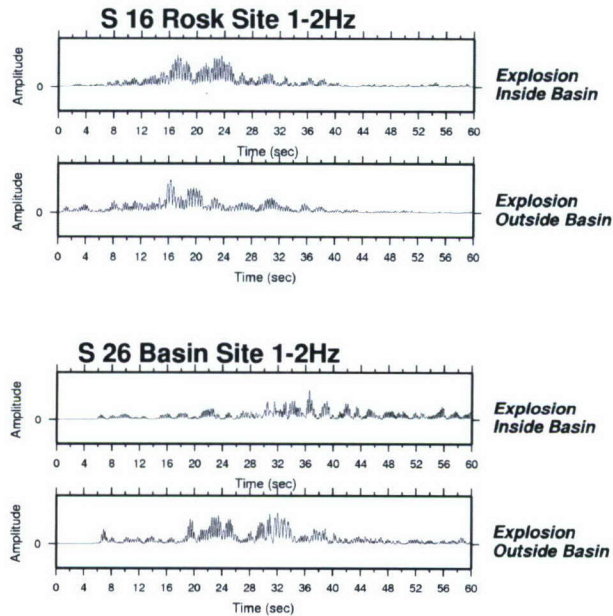 S 16 Rosk Site 1-2Hz
Amplitude
0
Explosion
Inside Basin
0 4 8 12 16 20 24 28 32 36 40 44 48 52 56 60
Time (sec)
Amplitude
0
Explosion
Outside Basin
0 4 8 12 16 20 24 28 32 36 40 44 48 52 56 60
Time (sec)
S 26 Basin Site 1-2Hz
Amplitude
0
Explosion
Inside Basin
0 4 8 12 16 20 24 28 32 36 40 44 48 52 56 60
Time (sec)
Amplitude
0
Explosion
Outside Basin
0 4 8 12 16 20 24 28 32 36 40 44 48 52 56 60
Time (sec)